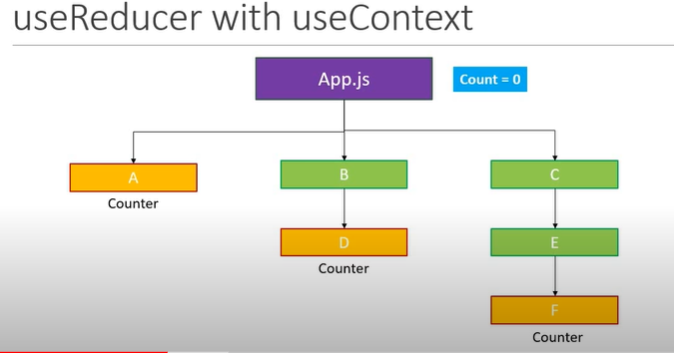 useReducer with useContext
App.js
Count = 0
A
B
C
Counter
D
E
Counter
F
Counter